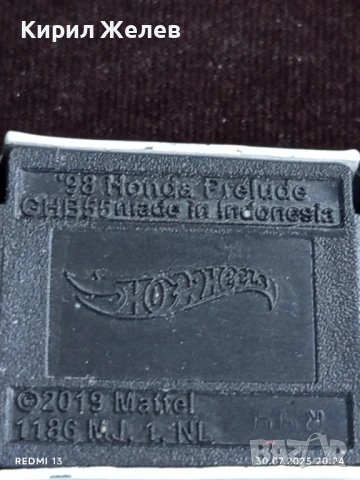 Кирил Желев
'98 Honda Prelude
GHB55 made in Indonesia
Hot Wheels
©2019 Mattel
1186 MJ, 1, NL
REDMI 13
30.07.2025 20:24